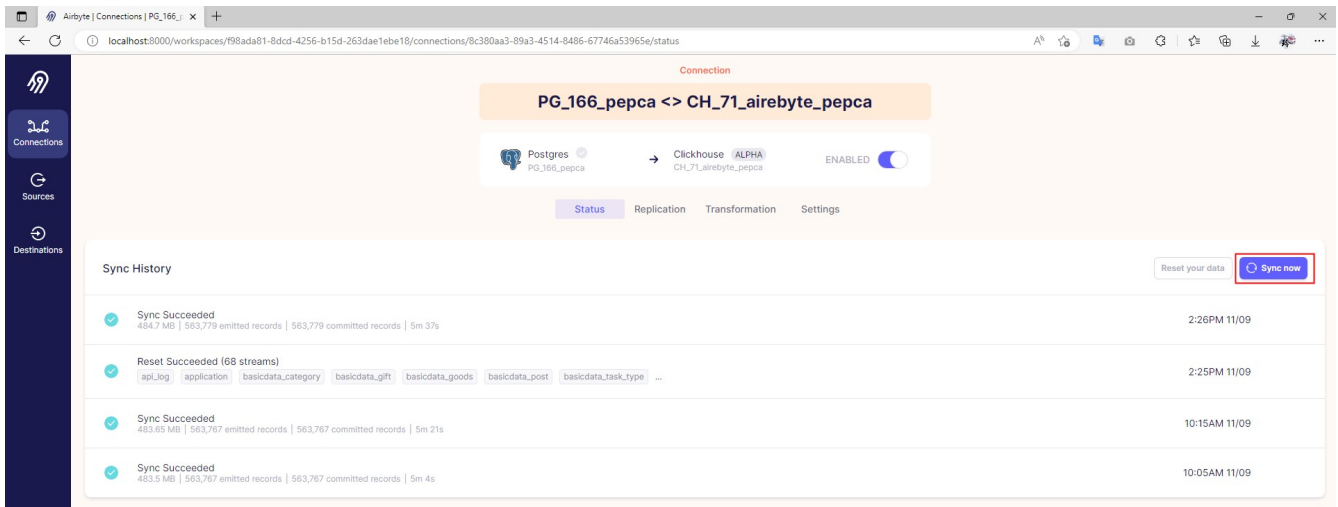 Airbyte | Connections | PG_166_p
localhost:8000/workspaces/f98ada81-8dcd-4256-b15d-263dae1ebe18/connections/8c380aa3-89a3-4514-8486-67746a53965e/status
Connection
PG_166_pepca <> CH_71_airebyte_pepca
Connections
Sources
Destinations
Postgres
PG_166_pepca
→
Clickhouse ALPHA
CH_71_airebyte_pepca
ENABLED
Status Replication Transformation Settings
Sync History
Reset your data
Sync now
Sync Succeeded
484.7 MB | 563,779 emitted records | 563,779 committed records | 5m 37s
2:26PM 11/09
Reset Succeeded (68 streams)
api_log application basicdata_category basicdata_gift basicdata_goods basicdata_post basicdata_task_type ...
2:25PM 11/09
Sync Succeeded
483.65 MB | 563,767 emitted records | 563,767 committed records | 5m 21s
10:15AM 11/09
Sync Succeeded
483.5 MB | 563,767 emitted records | 563,767 committed records | 5m 4s
10:05AM 11/09